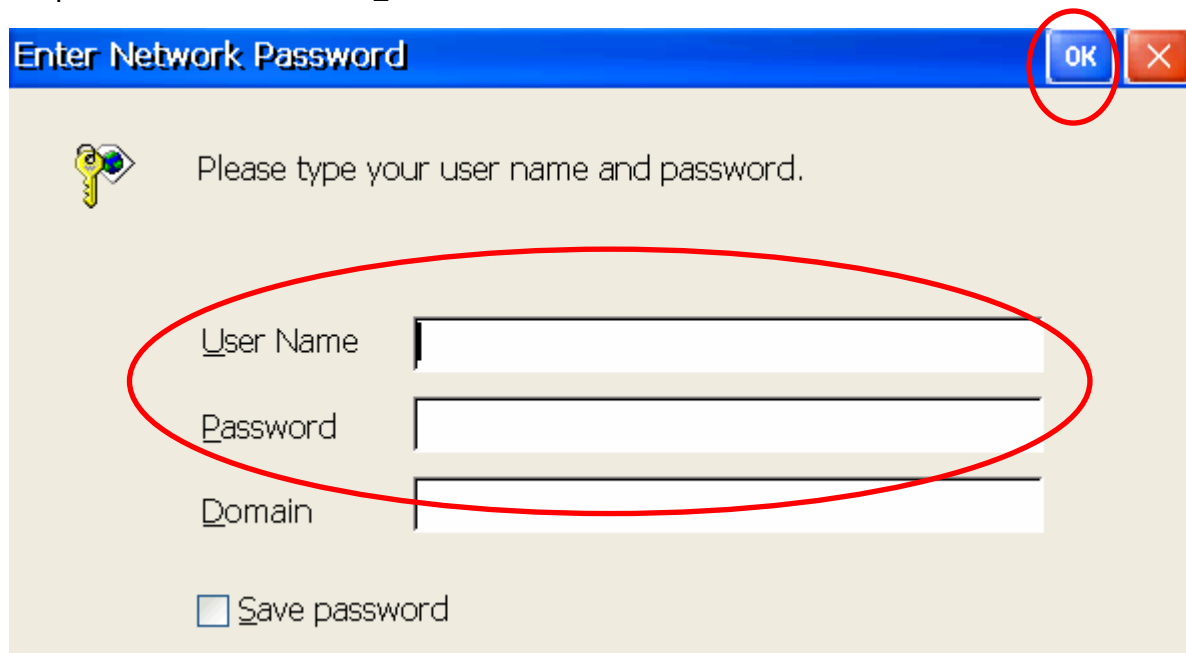 Enter Network Password OK
Please type your user name and password.
User Name
Password
Domain
Save password